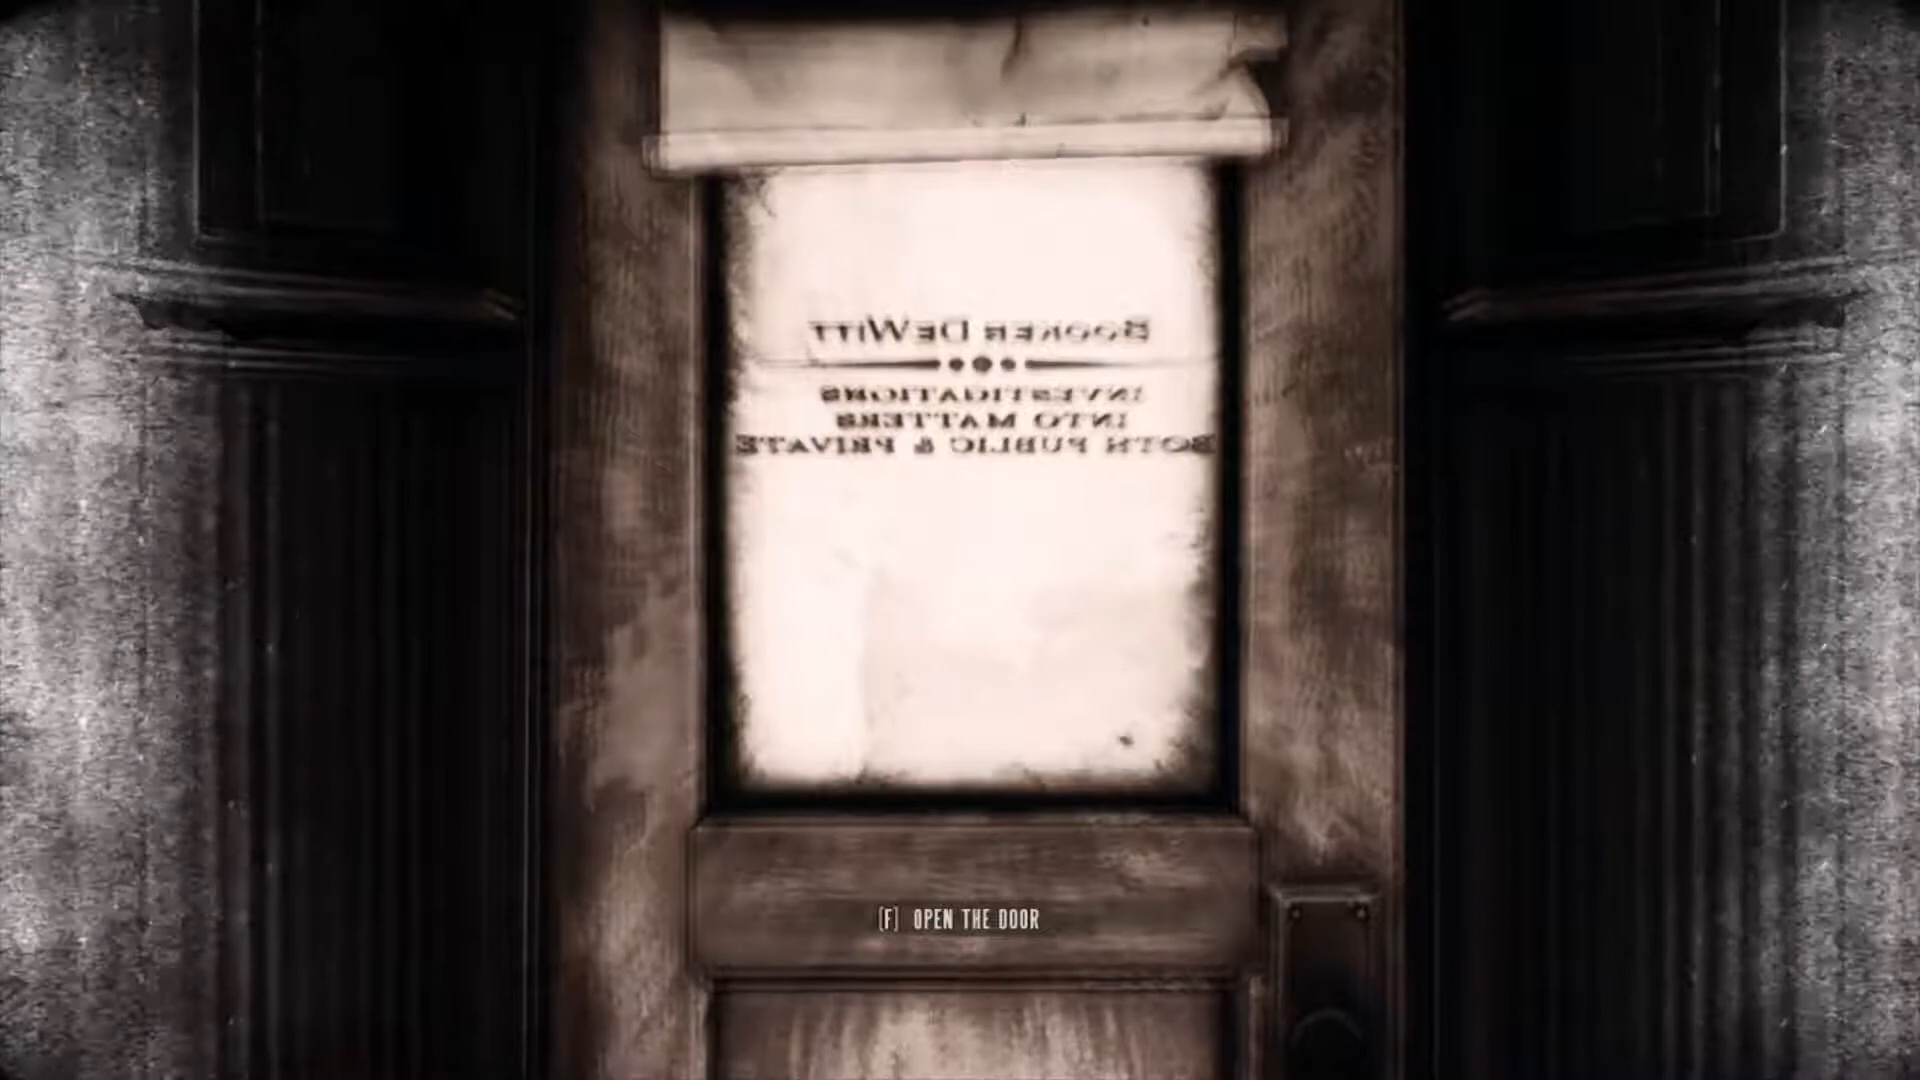 BOOKER DEWITT
INVESTIGATIONS
INTO MATTERS
BOTH PUBLIC & PRIVATE
[F] OPEN THE DOOR